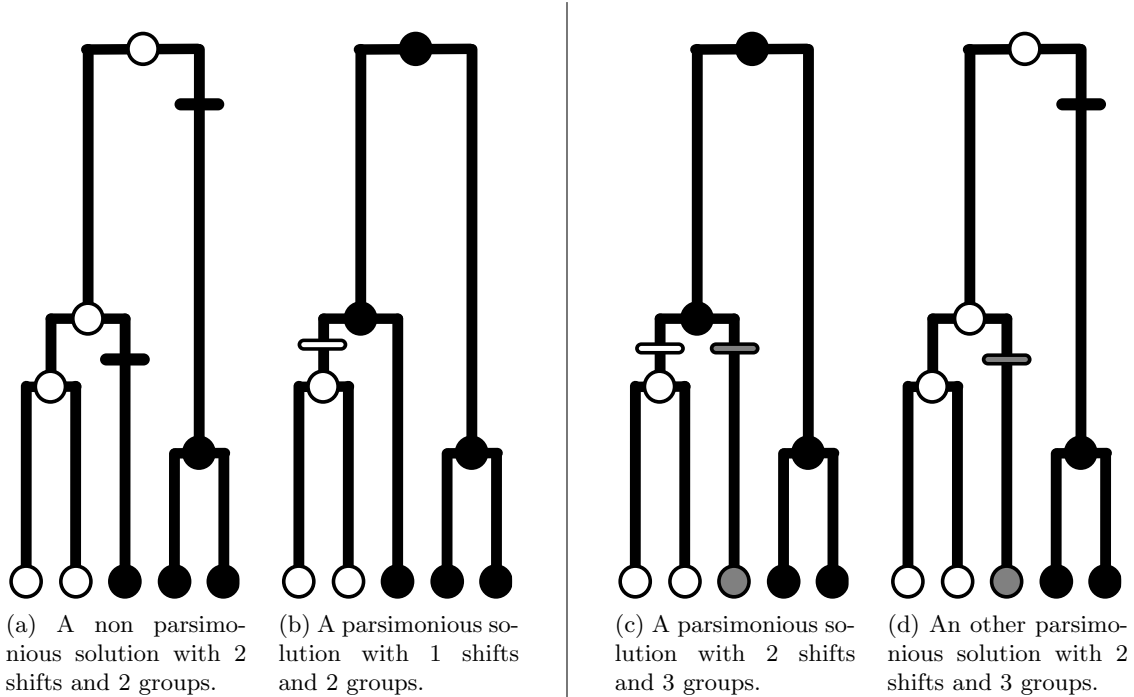 (a) A non parsimo-
nious solution with 2
shifts and 2 groups.
(b) A parsimonious so-
lution with 1 shifts
and 2 groups.
(c) A parsimonious so-
lution with 2 shifts
and 3 groups.
(d) An other parsimo-
nious solution with 2
shifts and 3 groups.